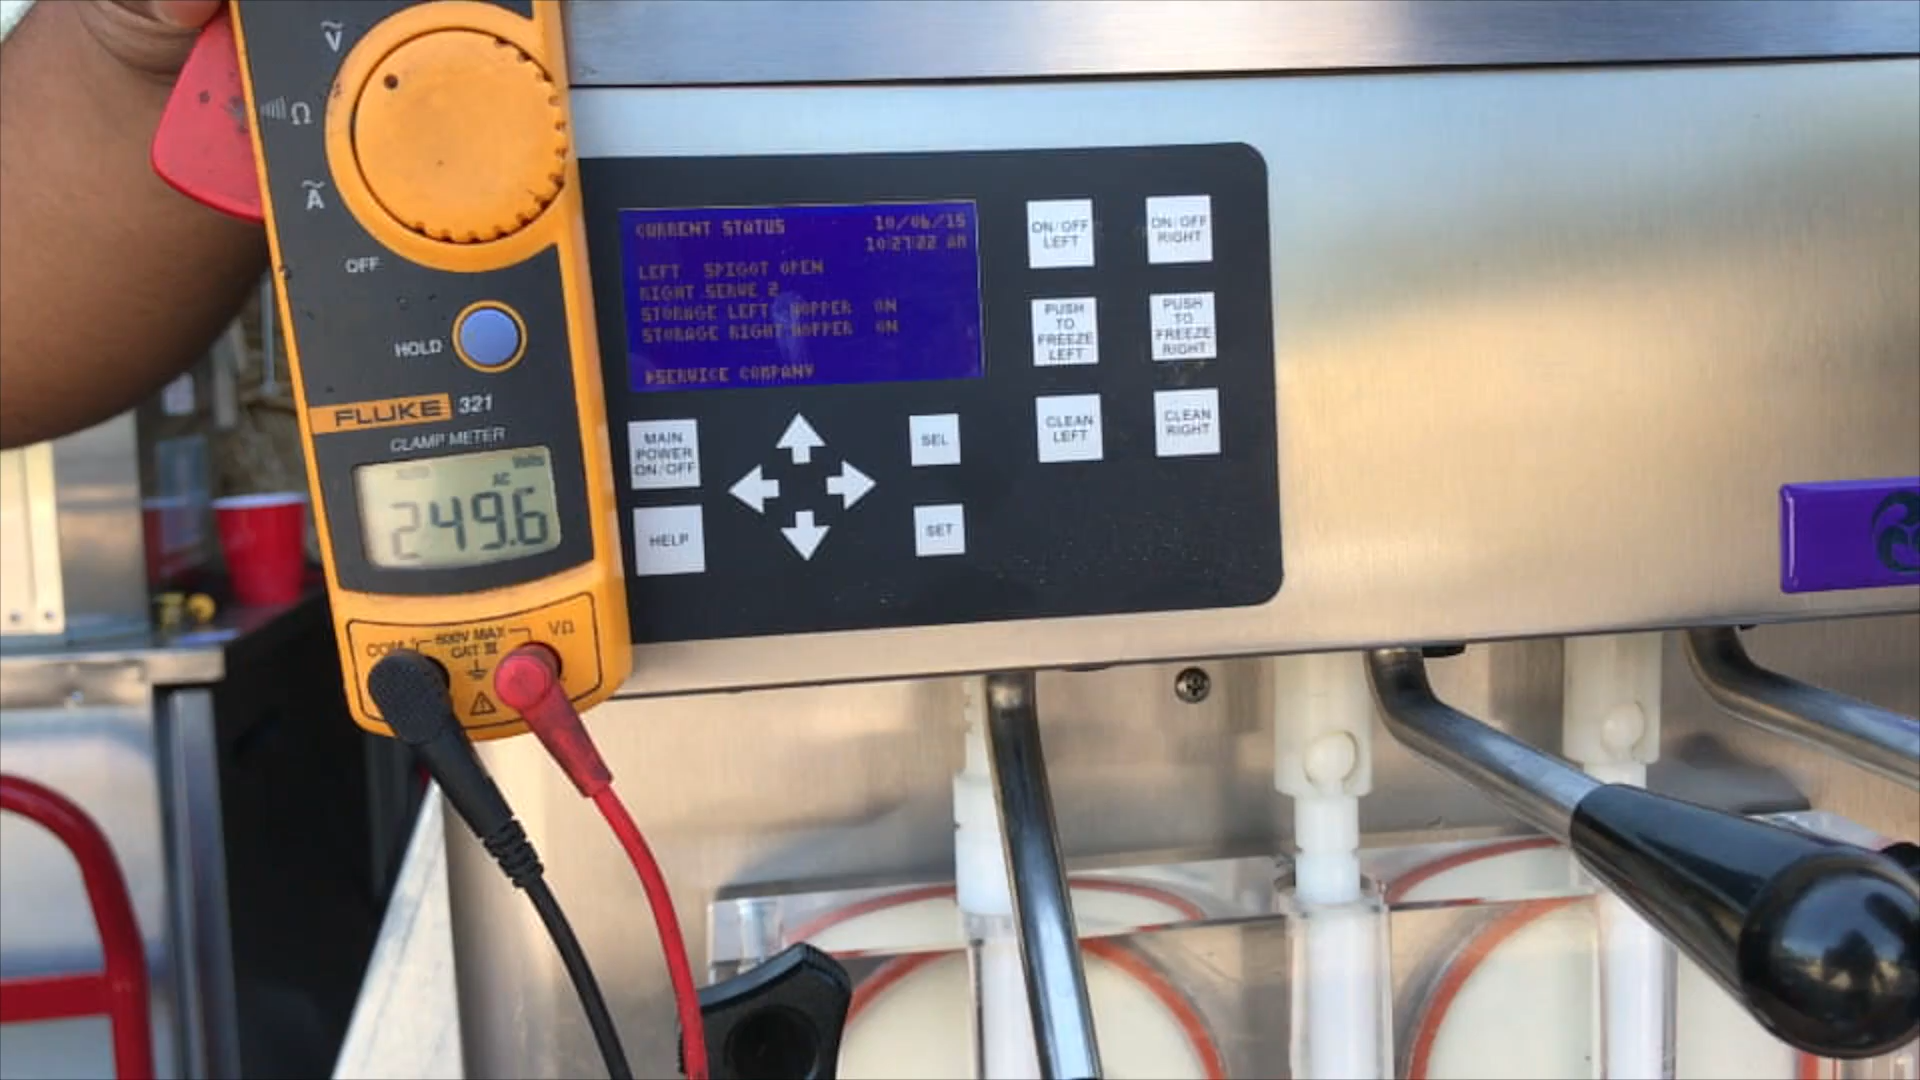 Ṽ
Ω
Ã
OFF
HOLD
FLUKE 321
CLAMP METER
AUTO
Volts
AC
249.6
COM
600V MAX
CAT III
VΩ
CURRENT STATUS 10/06/15
10:27:22 AM
LEFT SPIGOT OPEN
RIGHT SERVE 2
STORAGE LEFT HOPPER ON
STORAGE RIGHT HOPPER ON
SERVICE COMPANY
MAIN
POWER
ON/OFF
HELP
SEL
SET
ON/OFF
LEFT
ON/OFF
RIGHT
PUSH
TO
FREEZE
LEFT
PUSH
TO
FREEZE
RIGHT
CLEAN
LEFT
CLEAN
RIGHT